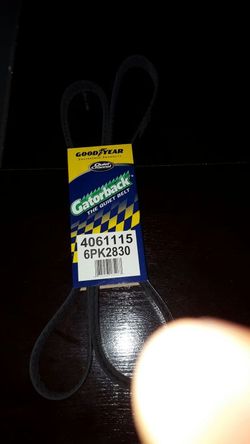 GOODYEAR
Gatorback
THE QUIET BELT
4061115
6PK2830